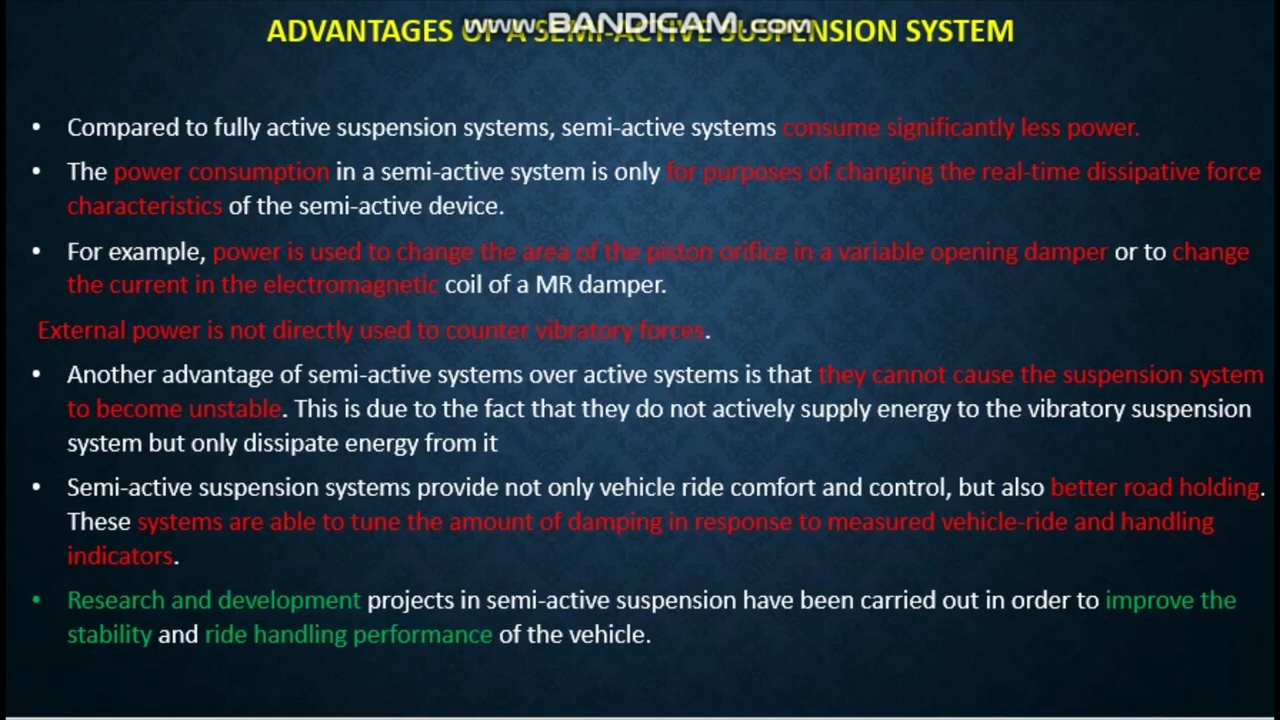 www.BANDICAM.com
ADVANTAGES OF A SEMI-ACTIVE SUSPENSION SYSTEM
• Compared to fully active suspension systems, semi-active systems consume significantly less power.
• The power consumption in a semi-active system is only for purposes of changing the real-time dissipative force
characteristics of the semi-active device.
• For example, power is used to change the area of the piston orifice in a variable opening damper or to change
the current in the electromagnetic coil of a MR damper.
External power is not directly used to counter vibratory forces.
• Another advantage of semi-active systems over active systems is that they cannot cause the suspension system
to become unstable. This is due to the fact that they do not actively supply energy to the vibratory suspension
system but only dissipate energy from it
• Semi-active suspension systems provide not only vehicle ride comfort and control, but also better road holding.
These systems are able to tune the amount of damping in response to measured vehicle-ride and handling
indicators.
• Research and development projects in semi-active suspension have been carried out in order to improve the
stability and ride handling performance of the vehicle.